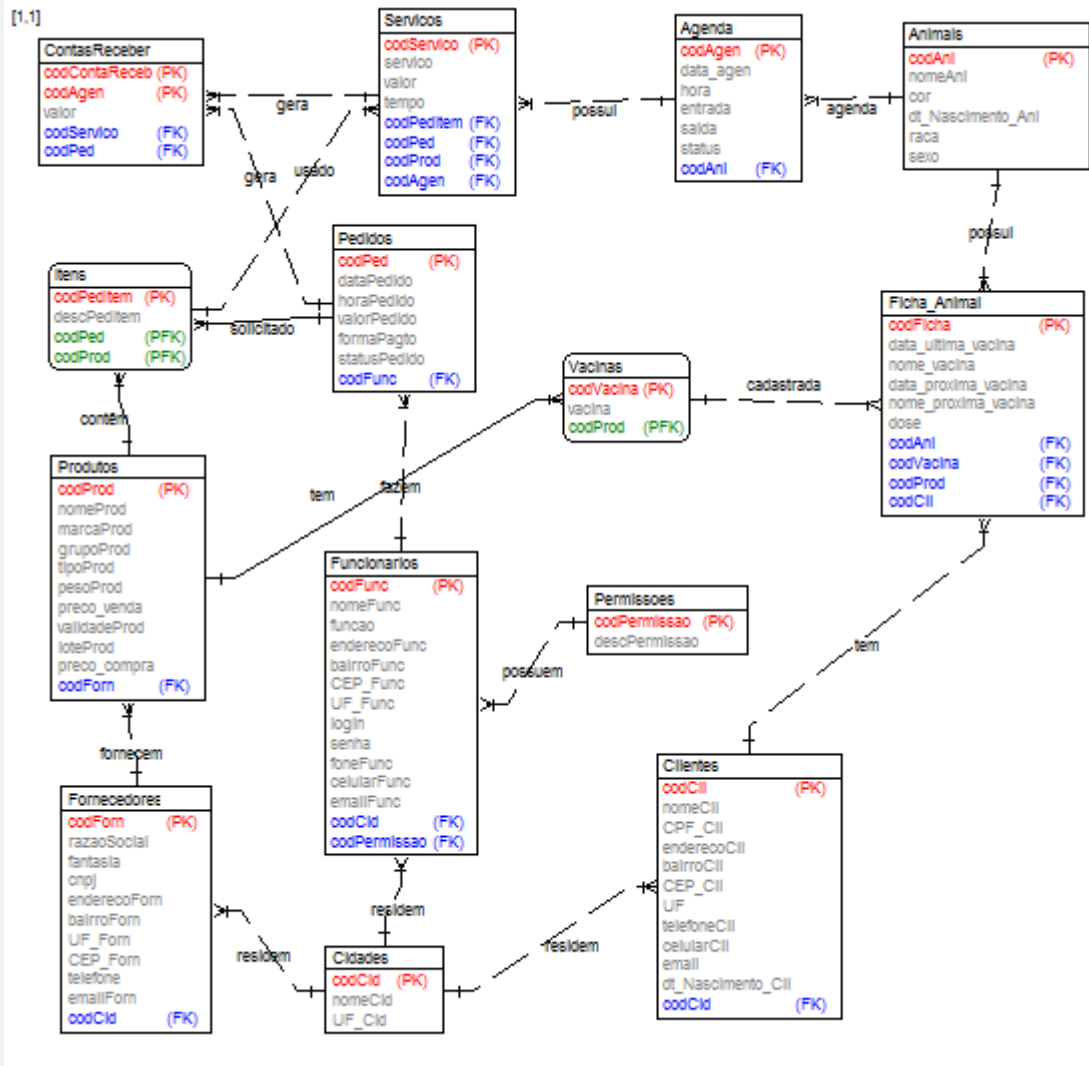 [1,1]
ContasReceber
codContaReceb (PK)
codAgen (PK)
valor
codServico (FK)
codPed (FK)
gera
gera
usado
Servicos
codServico (PK)
servico
valor
tempo
codPedItem (FK)
codPed (FK)
codProd (FK)
codAgen (FK)
possui
Agenda
codAgen (PK)
data_agen
hora
entrada
saida
status
codAni (FK)
agenda
Animais
codAni (PK)
nomeAni
cor
dt_Nascimento_Ani
raca
sexo
possui
Itens
codPedItem (PK)
descPedItem
codPed (PFK)
codProd (PFK)
solicitado
Pedidos
codPed (PK)
dataPedido
horaPedido
valorPedido
formaPagto
statusPedido
codFunc (FK)
Vacinas
codVacina (PK)
vacina
codProd (PFK)
cadastrada
Ficha_Animal
codFicha (PK)
data_ultima_vacina
nome_vacina
data_proxima_vacina
nome_proxima_vacina
dose
codAni (FK)
codVacina (FK)
codProd (FK)
codCli (FK)
contêm
Produtos
codProd (PK)
nomeProd
marcaProd
grupoProd
tipoProd
pesoProd
preco_venda
validadeProd
loteProd
preco_compra
codForn (FK)
tem
fazem
Funcionarios
codFunc (PK)
nomeFunc
funcao
enderecoFunc
bairroFunc
CEP_Func
UF_Func
login
senha
foneFunc
celularFunc
emailFunc
codCid (FK)
codPermissao (FK)
Permissoes
codPermissao (PK)
descPermissao
possuem
tem
fornecem
Fornecedores
codForn (PK)
razaoSocial
fantasia
cnpj
enderecoForn
bairroForn
UF_Forn
CEP_Forn
telefone
emailForn
codCid (FK)
residem
residem
Cidades
codCid (PK)
nomeCid
UF_Cid
residem
Clientes
codCli (PK)
nomeCli
CPF_Cli
enderecoCli
bairroCli
CEP_Cli
UF
telefoneCli
celularCli
email
dt_Nascimento_Cli
codCid (FK)